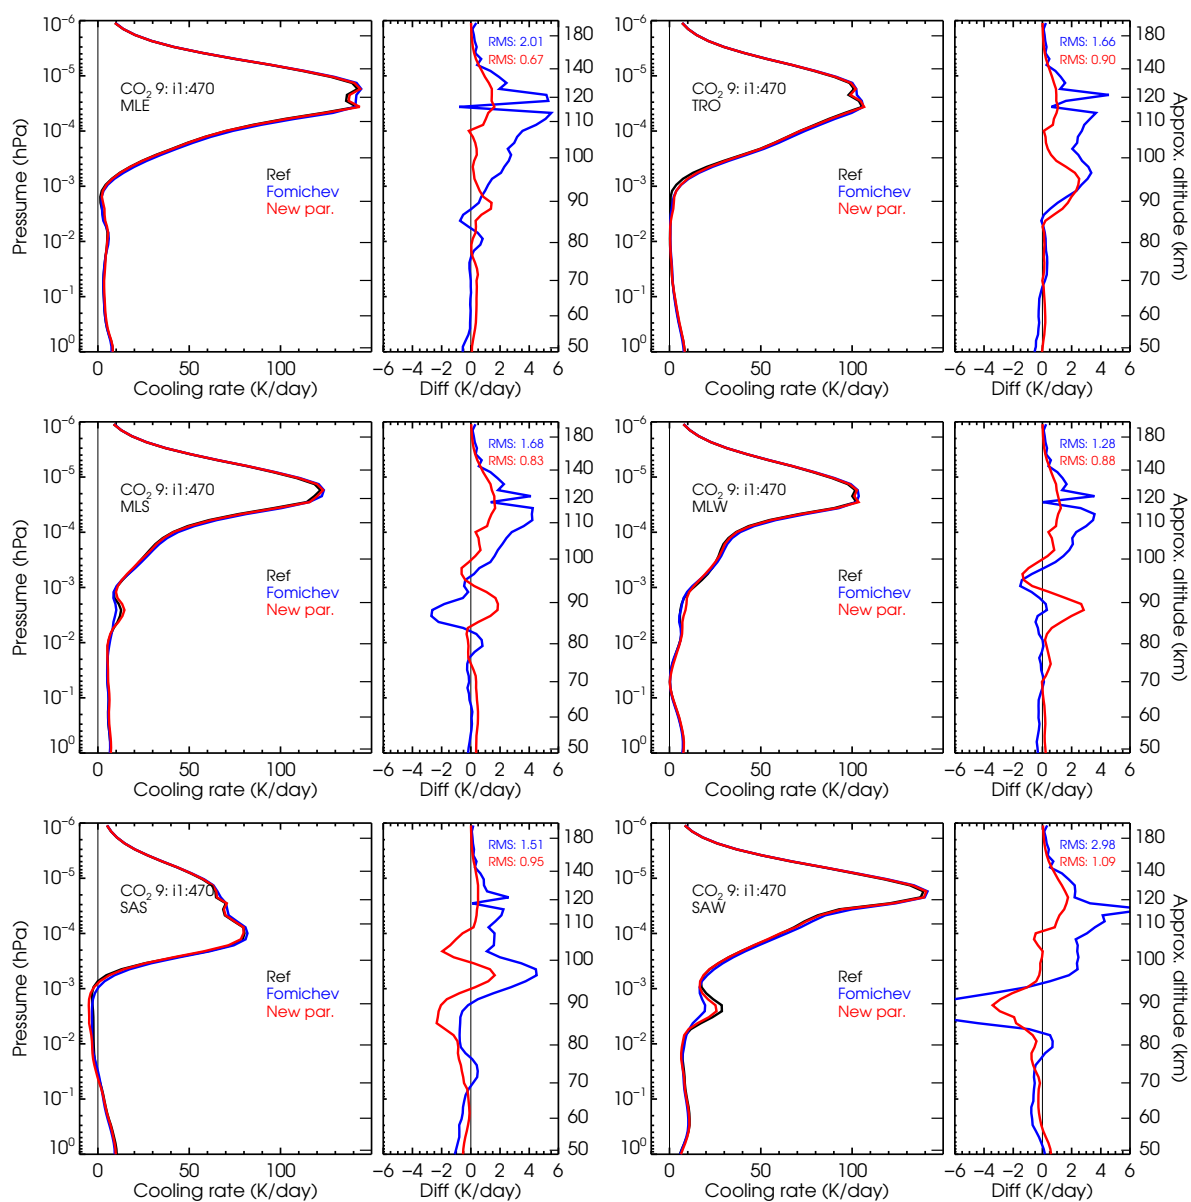 Pressume (hPa)
10⁻⁶
10⁻⁵
10⁻⁴
10⁻³
10⁻²
10⁻¹
10⁰
CO₂ 9: i1:470
MLE
Ref
Fomichev
New par.
0 50 100
Cooling rate (K/day)
RMS: 2.01
RMS: 0.67
180
140
120
110
100
90
80
70
60
50
−6 −4 −2 0 2 4 6
Diff (K/day)
10⁻⁶
10⁻⁵
10⁻⁴
10⁻³
10⁻²
10⁻¹
10⁰
CO₂ 9: i1:470
TRO
Ref
Fomichev
New par.
0 50 100
Cooling rate (K/day)
RMS: 1.66
RMS: 0.90
180
140
120
110
100
90
80
70
60
50
−6 −4 −2 0 2 4 6
Diff (K/day)
Approx. altitude (km)
Pressume (hPa)
10⁻⁶
10⁻⁵
10⁻⁴
10⁻³
10⁻²
10⁻¹
10⁰
CO₂ 9: i1:470
MLS
Ref
Fomichev
New par.
0 50 100
Cooling rate (K/day)
RMS: 1.68
RMS: 0.83
180
140
120
110
100
90
80
70
60
50
−6 −4 −2 0 2 4 6
Diff (K/day)
10⁻⁶
10⁻⁵
10⁻⁴
10⁻³
10⁻²
10⁻¹
10⁰
CO₂ 9: i1:470
MLW
Ref
Fomichev
New par.
0 50 100
Cooling rate (K/day)
RMS: 1.28
RMS: 0.88
180
140
120
110
100
90
80
70
60
50
−6 −4 −2 0 2 4 6
Diff (K/day)
Approx. altitude (km)
Pressume (hPa)
10⁻⁶
10⁻⁵
10⁻⁴
10⁻³
10⁻²
10⁻¹
10⁰
CO₂ 9: i1:470
SAS
Ref
Fomichev
New par.
0 50 100
Cooling rate (K/day)
RMS: 1.51
RMS: 0.95
180
140
120
110
100
90
80
70
60
50
−6 −4 −2 0 2 4 6
Diff (K/day)
10⁻⁶
10⁻⁵
10⁻⁴
10⁻³
10⁻²
10⁻¹
10⁰
CO₂ 9: i1:470
SAW
Ref
Fomichev
New par.
0 50 100
Cooling rate (K/day)
RMS: 2.98
RMS: 1.09
180
140
120
110
100
90
80
70
60
50
−6 −4 −2 0 2 4 6
Diff (K/day)
Approx. altitude (km)